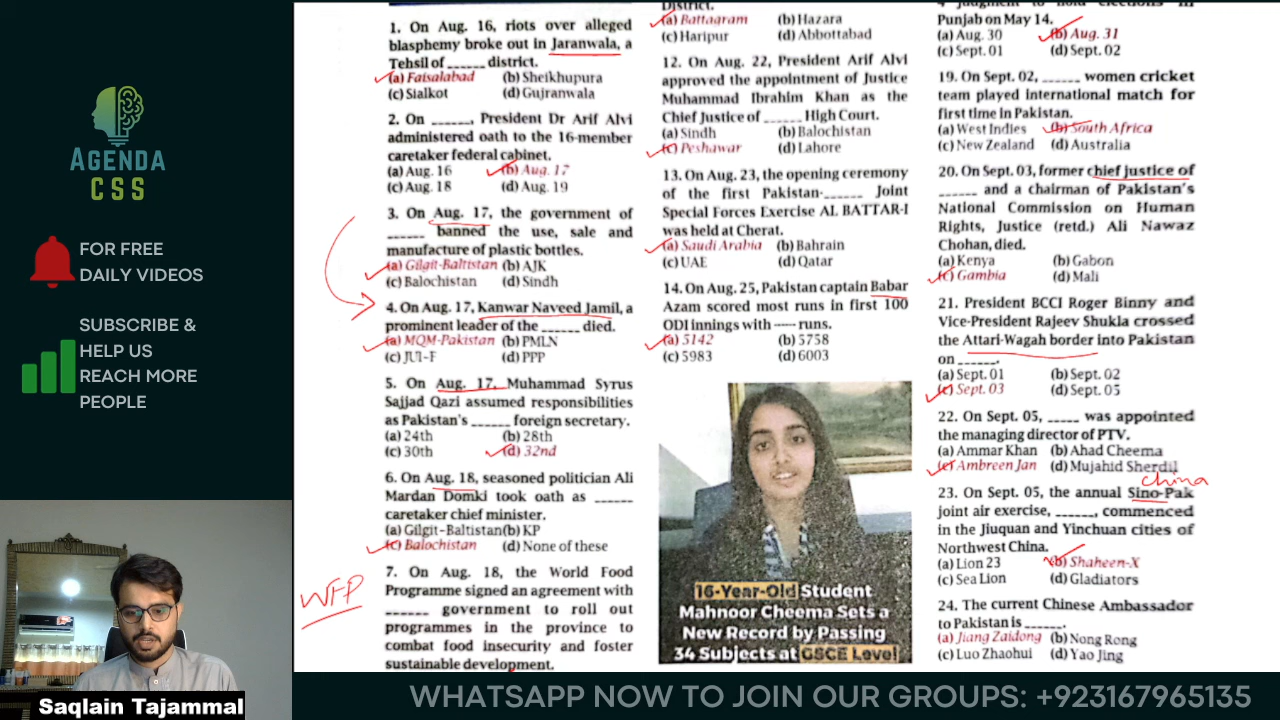 AGENDA
CSS
FOR FREE
DAILY VIDEOS
SUBSCRIBE &
HELP US
REACH MORE
PEOPLE
Saqlain Tajammal
1. On Aug. 16, riots over alleged
blasphemy broke out in Jaranwala, a
Tehsil of ______ district.
(a) Faisalabad (b) Sheikhupura
(c) Sialkot (d) Gujranwala
2. On ______, President Dr Arif Alvi
administered oath to the 16-member
caretaker federal cabinet.
(a) Aug. 16 (b) Aug. 17
(c) Aug. 18 (d) Aug. 19
3. On Aug. 17, the government of
______ banned the use, sale and
manufacture of plastic bottles.
(a) Gilgit-Baltistan (b) AJK
(c) Balochistan (d) Sindh
4. On Aug. 17, Kanwar Naveed Jamil, a
prominent leader of the ______ died.
(a) MQM-Pakistan (b) PMLN
(c) JUI-F (d) PPP
5. On Aug. 17, Muhammad Syrus
Sajjad Qazi assumed responsibilities
as Pakistan's ______ foreign secretary.
(a) 24th (b) 28th
(c) 30th (d) 32nd
6. On Aug. 18, seasoned politician Ali
Mardan Domki took oath as ______
caretaker chief minister.
(a) Gilgit-Baltistan(b) KP
(c) Balochistan (d) None of these
WFP
7. On Aug. 18, the World Food
Programme signed an agreement with
______ government to roll out
programmes in the province to
combat food insecurity and foster
sustainable development.
District.
(a) Battagram (b) Hazara
(c) Haripur (d) Abbottabad
12. On Aug. 22, President Arif Alvi
approved the appointment of Justice
Muhammad Ibrahim Khan as the
Chief Justice of ______ High Court.
(a) Sindh (b) Balochistan
(c) Peshawar (d) Lahore
13. On Aug. 23, the opening ceremony
of the first Pakistan-______ Joint
Special Forces Exercise AL BATTAR-I
was held at Cherat.
(a) Saudi Arabia (b) Bahrain
(c) UAE (d) Qatar
14. On Aug. 25, Pakistan captain Babar
Azam scored most runs in first 100
ODI innings with ----- runs.
(a) 5142 (b) 5758
(c) 5983 (d) 6003
16-Year-Old Student
Mahnoor Cheema Sets a
New Record by Passing
34 Subjects at GSCE Level
judgment to hold elections in
Punjab on May 14.
(a) Aug. 30 (b) Aug. 31
(c) Sept. 01 (d) Sept. 02
19. On Sept. 02, ______ women cricket
team played international match for
first time in Pakistan.
(a) West Indies (b) South Africa
(c) New Zealand (d) Australia
20. On Sept. 03, former chief justice of
______ and a chairman of Pakistan's
National Commission on Human
Rights, Justice (retd.) Ali Nawaz
Chohan, died.
(a) Kenya (b) Gabon
(c) Gambia (d) Mali
21. President BCCI Roger Binny and
Vice-President Rajeev Shukla crossed
the Attari-Wagah border into Pakistan
on ______.
(a) Sept. 01 (b) Sept. 02
(c) Sept. 03 (d) Sept. 05
22. On Sept. 05, _____ was appointed
the managing director of PTV.
(a) Ammar Khan (b) Ahad Cheema
(c) Ambreen Jan (d) Mujahid Sherdil
China
23. On Sept. 05, the annual Sino-Pak
joint air exercise, ______, commenced
in the Jiuquan and Yinchuan cities of
Northwest China.
(a) Lion 23 (b) Shaheen-X
(c) Sea Lion (d) Gladiators
24. The current Chinese Ambassador
to Pakistan is ______.
(a) Jiang Zaidong (b) Nong Rong
(c) Luo Zhaohui (d) Yao Jing
WHATSAPP NOW TO JOIN OUR GROUPS: +923167965135